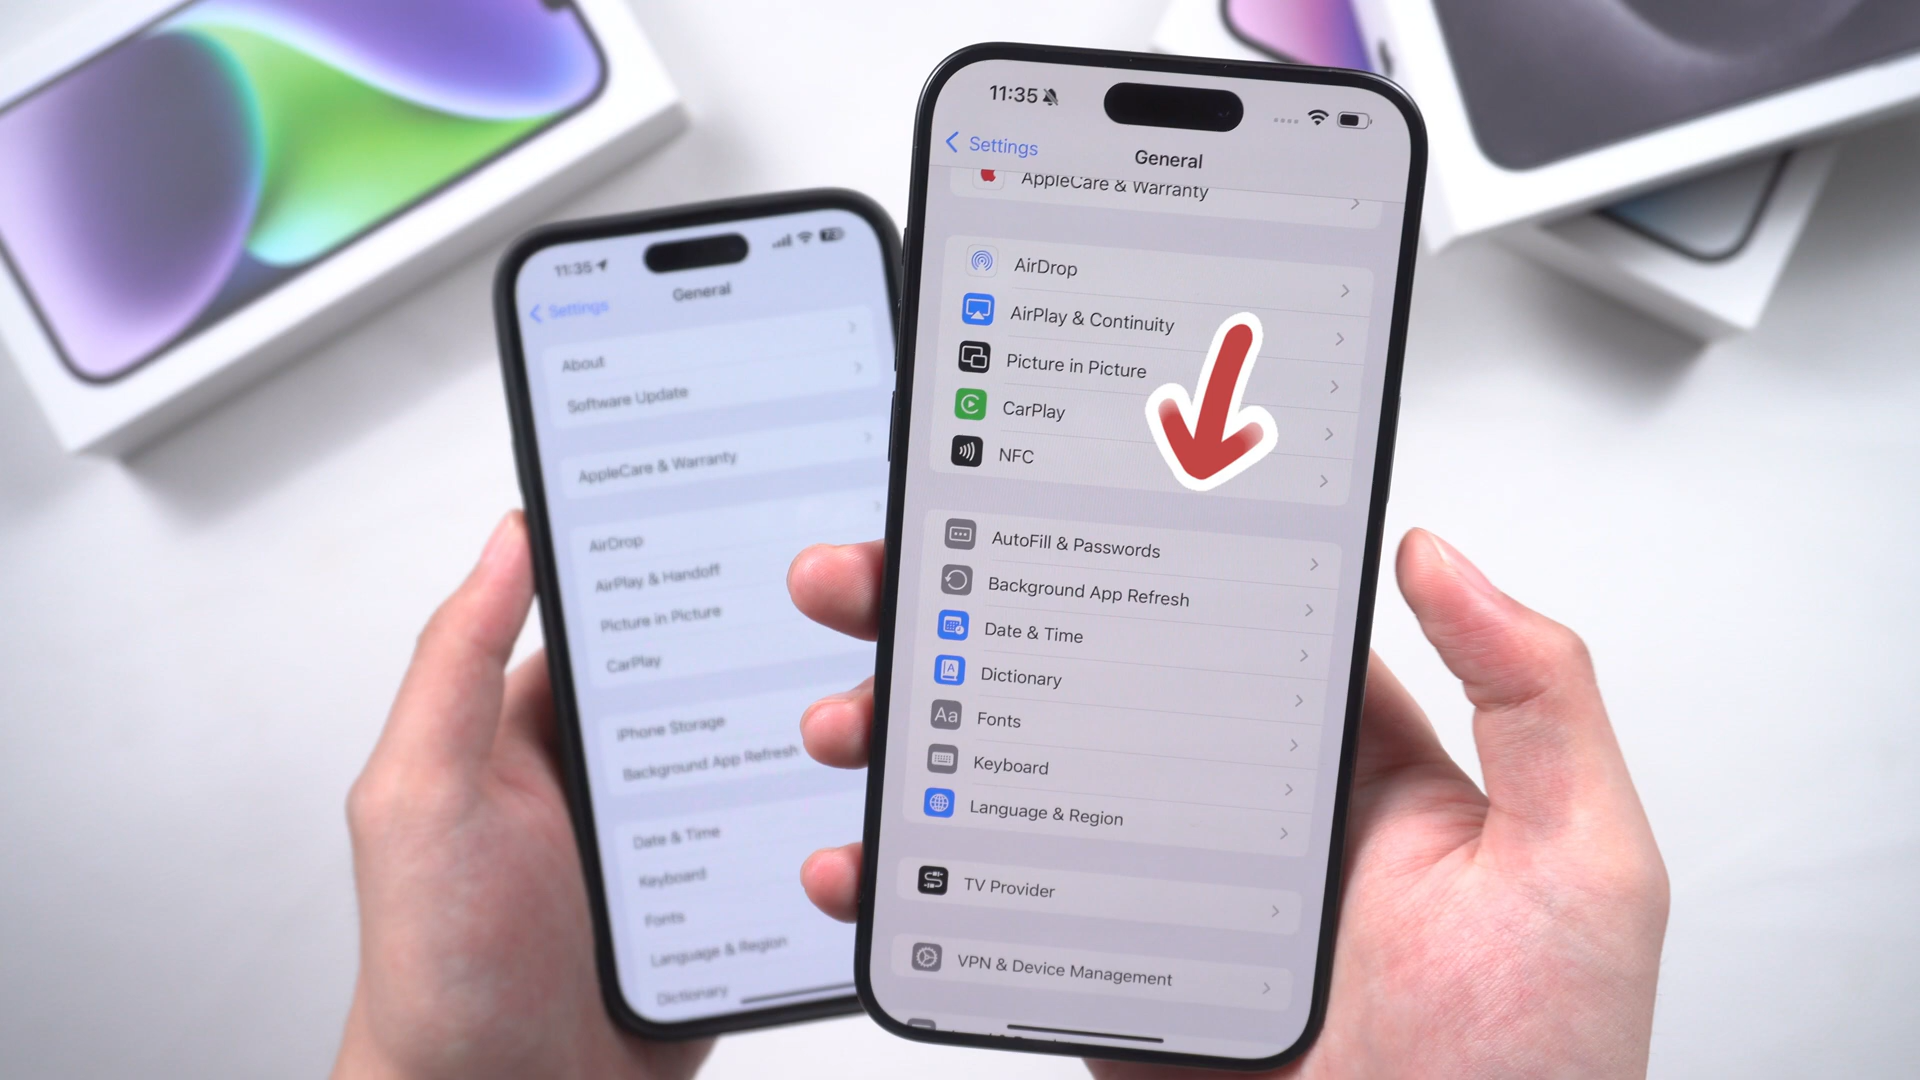 11:35
Settings
General
About
Software Update
AppleCare & Warranty
AirDrop
AirPlay & Handoff
Picture in Picture
CarPlay
iPhone Storage
Background App Refresh
Date & Time
Keyboard
Fonts
Language & Region
Dictionary
11:35
Settings
General
AppleCare & Warranty
AirDrop
AirPlay & Continuity
Picture in Picture
CarPlay
NFC
AutoFill & Passwords
Background App Refresh
Date & Time
Dictionary
Aa Fonts
Keyboard
Language & Region
TV Provider
VPN & Device Management